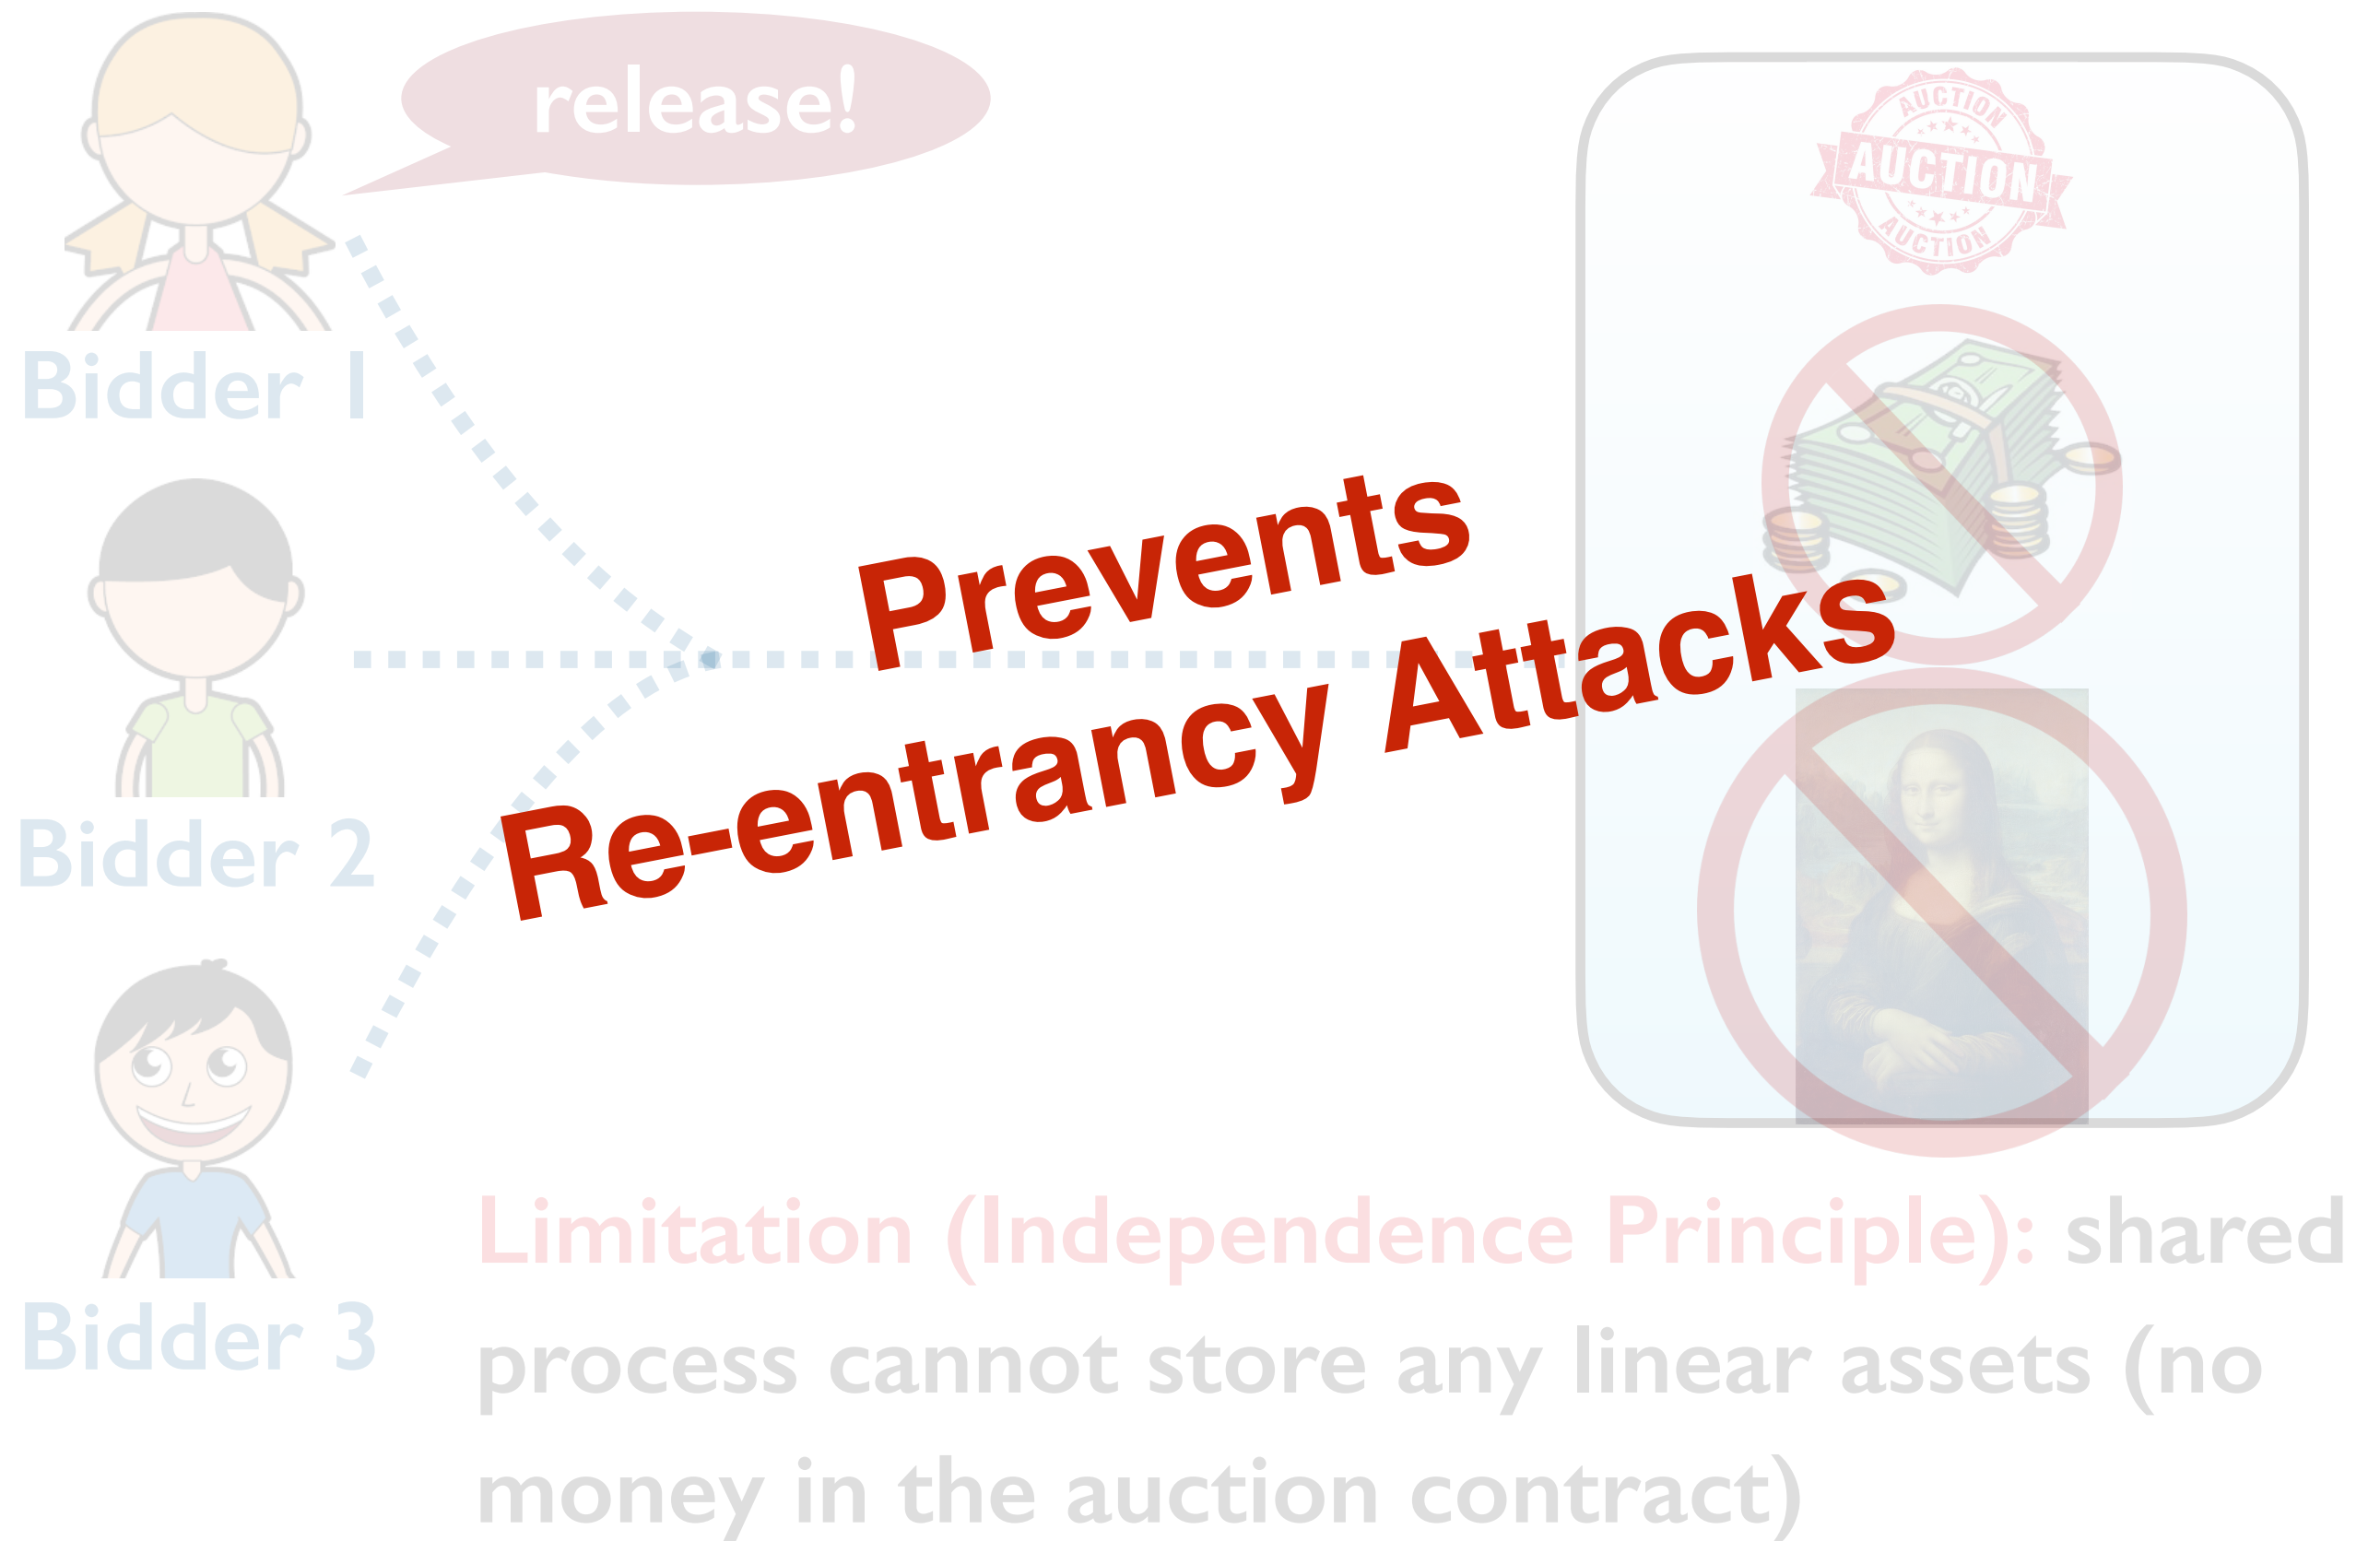 release!
AUCTION
AUCTION
AUCTION
Bidder 1
Prevents
Re-entrancy Attacks
Bidder 2
Bidder 3
Limitation (Independence Principle): shared
process cannot store any linear assets (no
money in the auction contract)